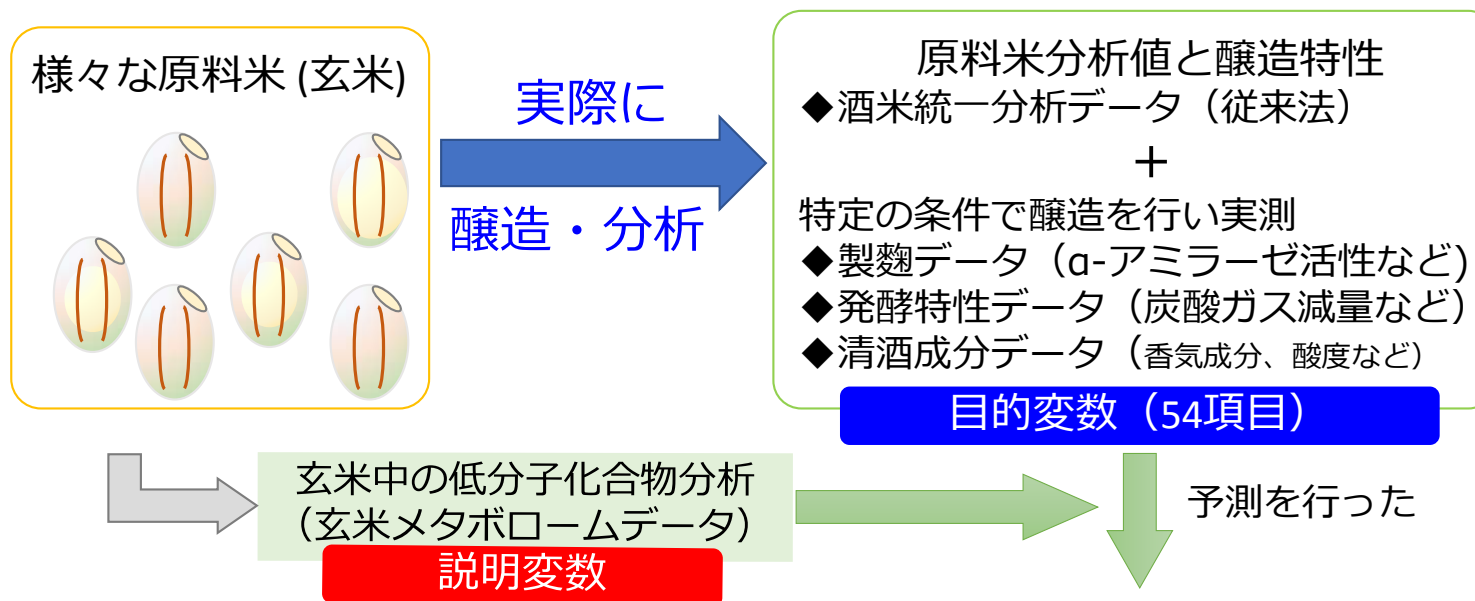 様々な原料米 (玄米)
実際に
醸造・分析
原料米分析値と醸造特性
◆酒米統一分析データ（従来法）
＋
特定の条件で醸造を行い実測
◆製麴データ（α-アミラーゼ活性など)
◆発酵特性データ（炭酸ガス減量など）
◆清酒成分データ（香気成分、酸度など）
目的変数（54項目）
玄米中の低分子化合物分析
（玄米メタボロームデータ）
説明変数
予測を行った